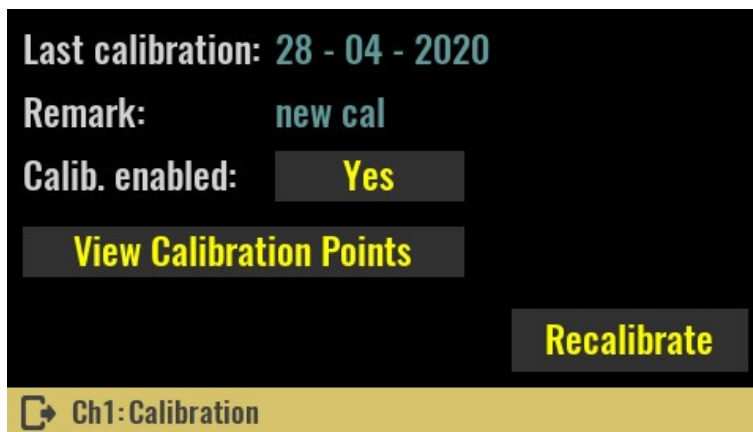 Last calibration: 28 - 04 - 2020
Remark: new cal
Calib. enabled: Yes
View Calibration Points
Recalibrate
Ch1: Calibration